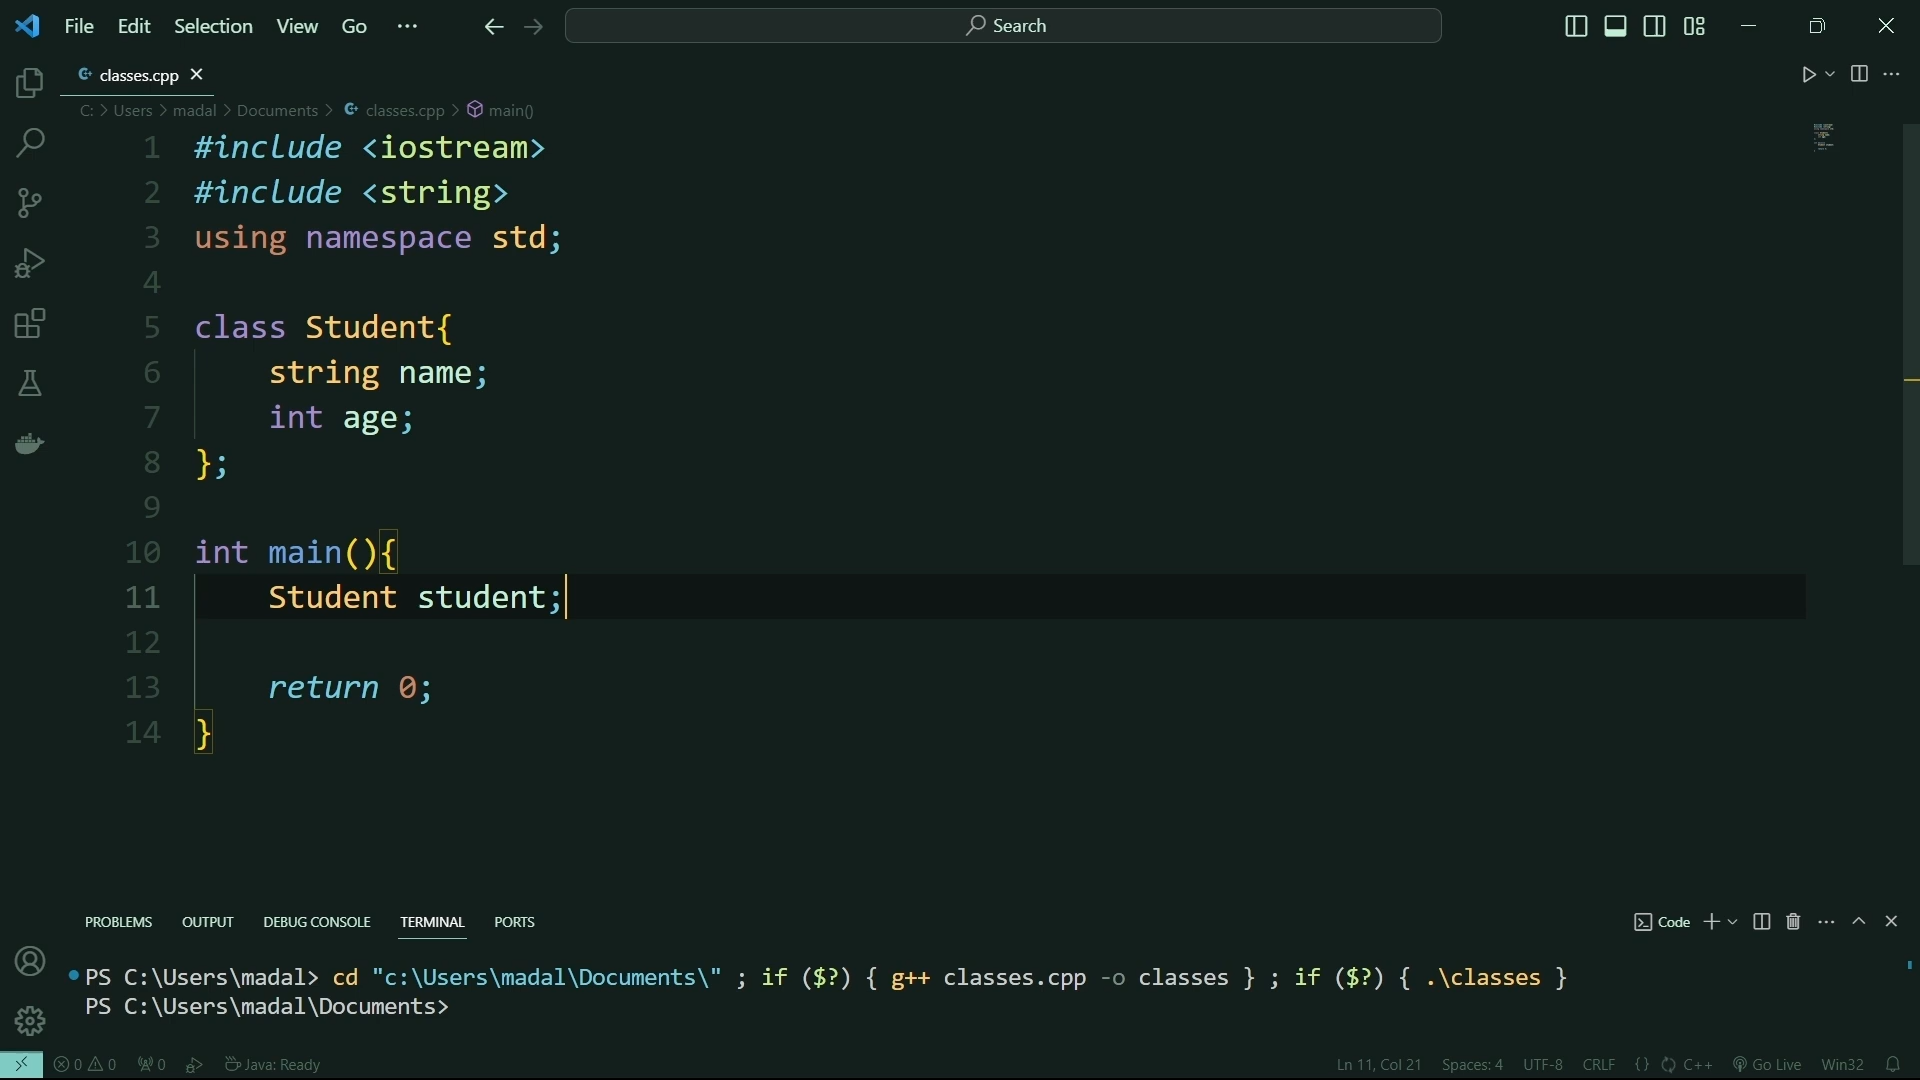 File Edit Selection View Go ··· Search
classes.cpp
C: > Users > madal > Documents > classes.cpp > main()
1 #include <iostream>
2 #include <string>
3 using namespace std;
4
5 class Student{
6     string name;
7     int age;
8 };
9
10 int main(){
11     Student student;
12
13     return 0;
14 }
PROBLEMS OUTPUT DEBUG CONSOLE TERMINAL PORTS Code
PS C:\Users\madal> cd "c:\Users\madal\Documents\" ; if ($?) { g++ classes.cpp -o classes } ; if ($?) { .\classes }
PS C:\Users\madal\Documents>
0 0 0 Java: Ready Ln 11, Col 21 Spaces: 4 UTF-8 CRLF {} C++ Go Live Win32